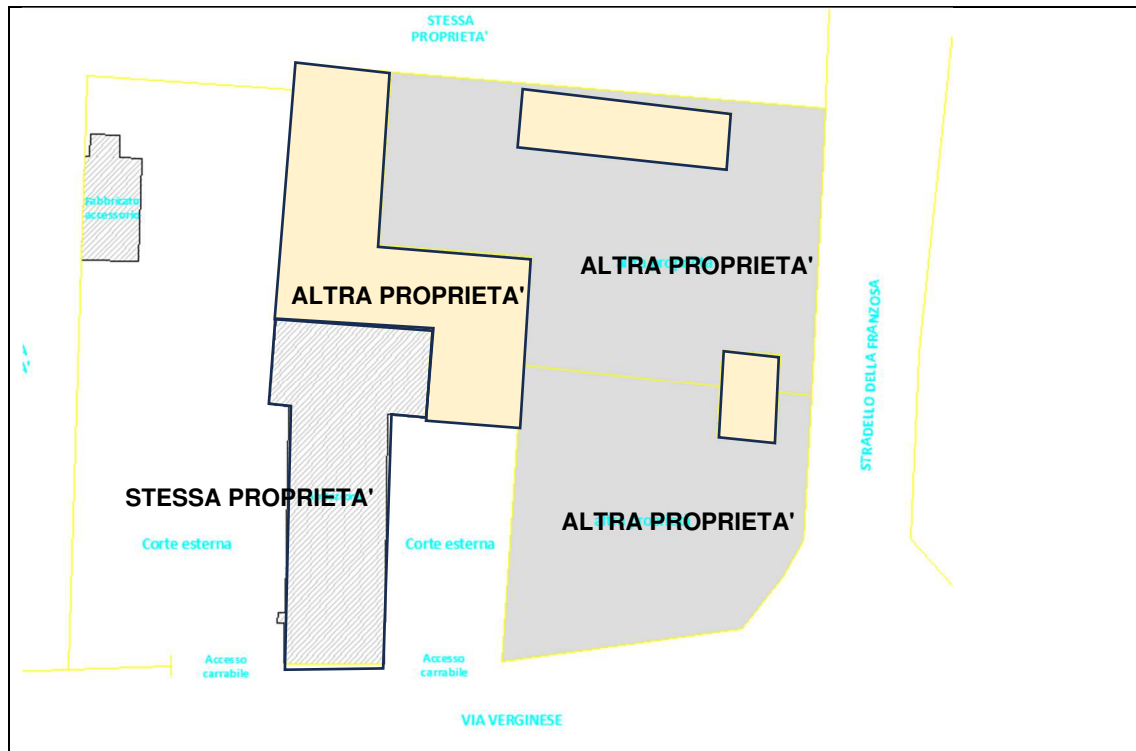 STESSA
PROPRIETA'
Fabbricato
accessorio
ALTRA PROPRIETA'
ALTRA PROPRIETA'
STRADELLO DELLA FRANZOSA
STESSA PROPRIETA'
ALTRA PROPRIETA'
Corte esterna
Corte esterna
Accesso
carrabile
Accesso
carrabile
VIA VERGINESE